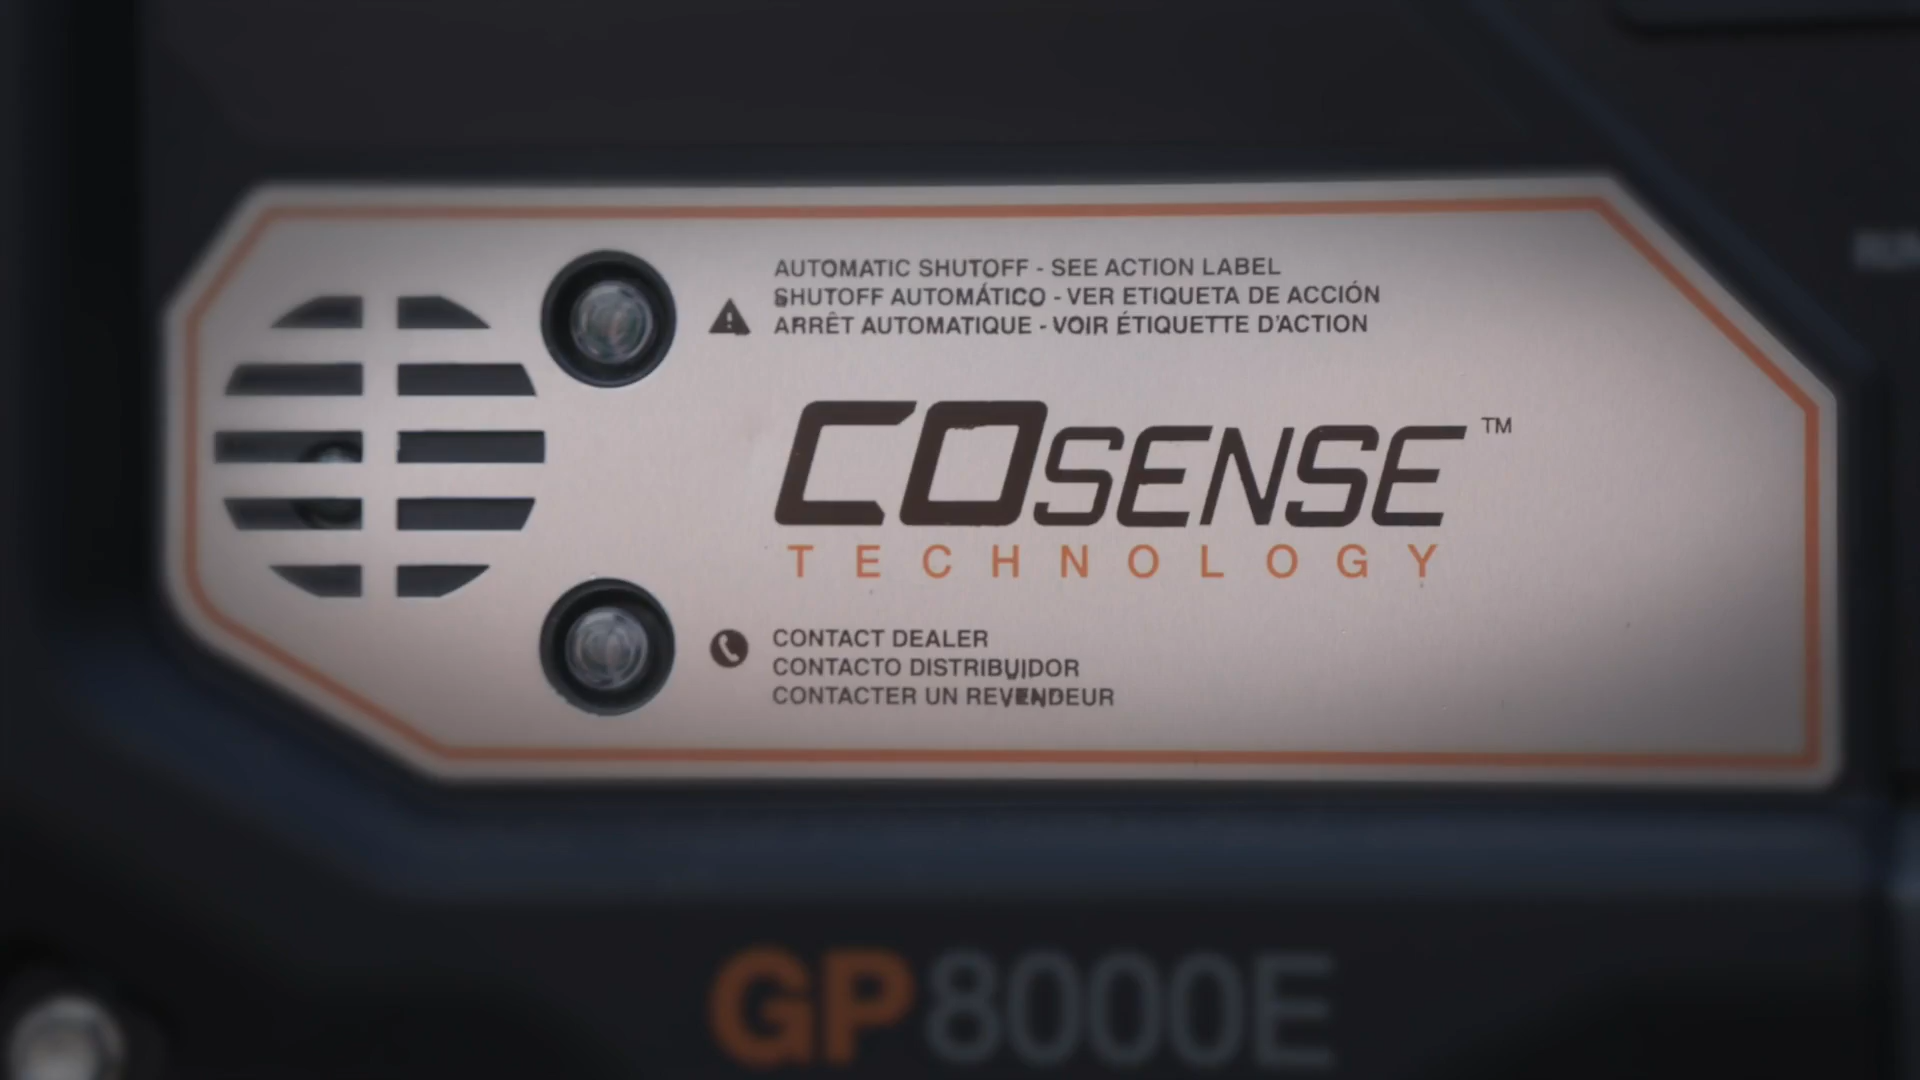 AUTOMATIC SHUTOFF - SEE ACTION LABEL
SHUTOFF AUTOMÁTICO - VER ETIQUETA DE ACCIÓN
ARRÊT AUTOMATIQUE - VOIR ÉTIQUETTE D'ACTION
COSENSE™
TECHNOLOGY
CONTACT DEALER
CONTACTO DISTRIBUIDOR
CONTACTER UN REVENDEUR
GP8000E